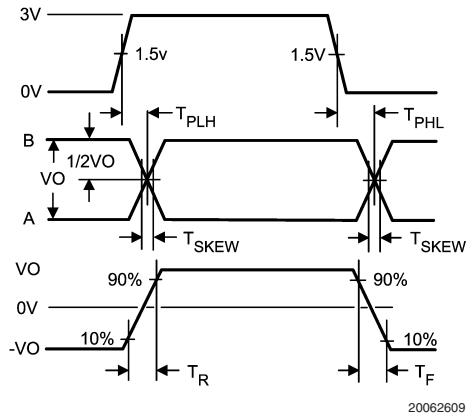 3V
1.5v
1.5V
0V
TPLH
TPHL
B
1/2VO
VO
A
TSKEW
TSKEW
VO
90%
90%
0V
10%
10%
-VO
TR
TF
20062609